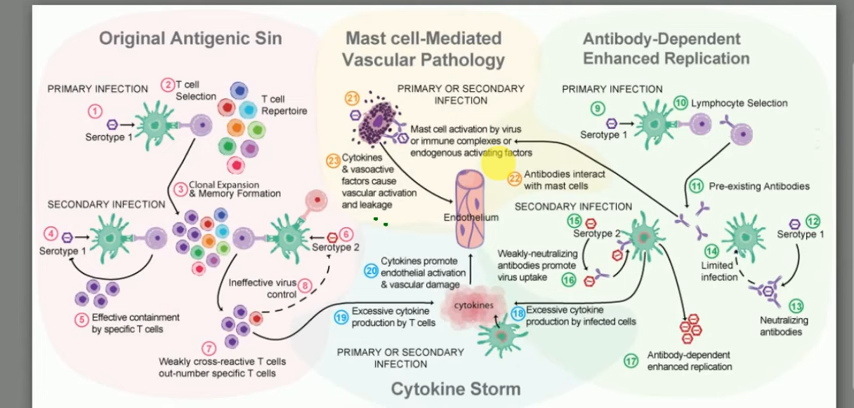 Original Antigenic Sin
PRIMARY INFECTION
1
Serotype 1
2
T cell
Selection
T cell
Repertoire
3
Clonal Expansion
& Memory Formation
SECONDARY INFECTION
4
Serotype 1
5
Effective containment
by specific T cells
6
Serotype 2
Ineffective virus
control
8
7
Weakly cross-reactive T cells
out-number specific T cells
Mast cell-Mediated
Vascular Pathology
21
PRIMARY OR SECONDARY
INFECTION
Mast cell activation by virus
or immune complexes or
endogenous activating factors
23
Cytokines
& vasoactive
factors cause
vascular activation
and leakage
22
Antibodies interact
with mast cells
Endothelium
Antibody-Dependent
Enhanced Replication
PRIMARY INFECTION
9
Serotype 1
10
Lymphocyte Selection
11
Pre-existing Antibodies
12
Serotype 1
13
Neutralizing
antibodies
14
Limited
infection
SECONDARY INFECTION
15
Serotype 2
Weakly-neutralizing
antibodies promote
virus uptake
16
17
Antibody-dependent
enhanced replication
18
Excessive cytokine
production by infected cells
cytokines
19
Excessive cytokine
production by T cells
20
Cytokines promote
endothelial activation
& vascular damage
PRIMARY OR SECONDARY
INFECTION
Cytokine Storm